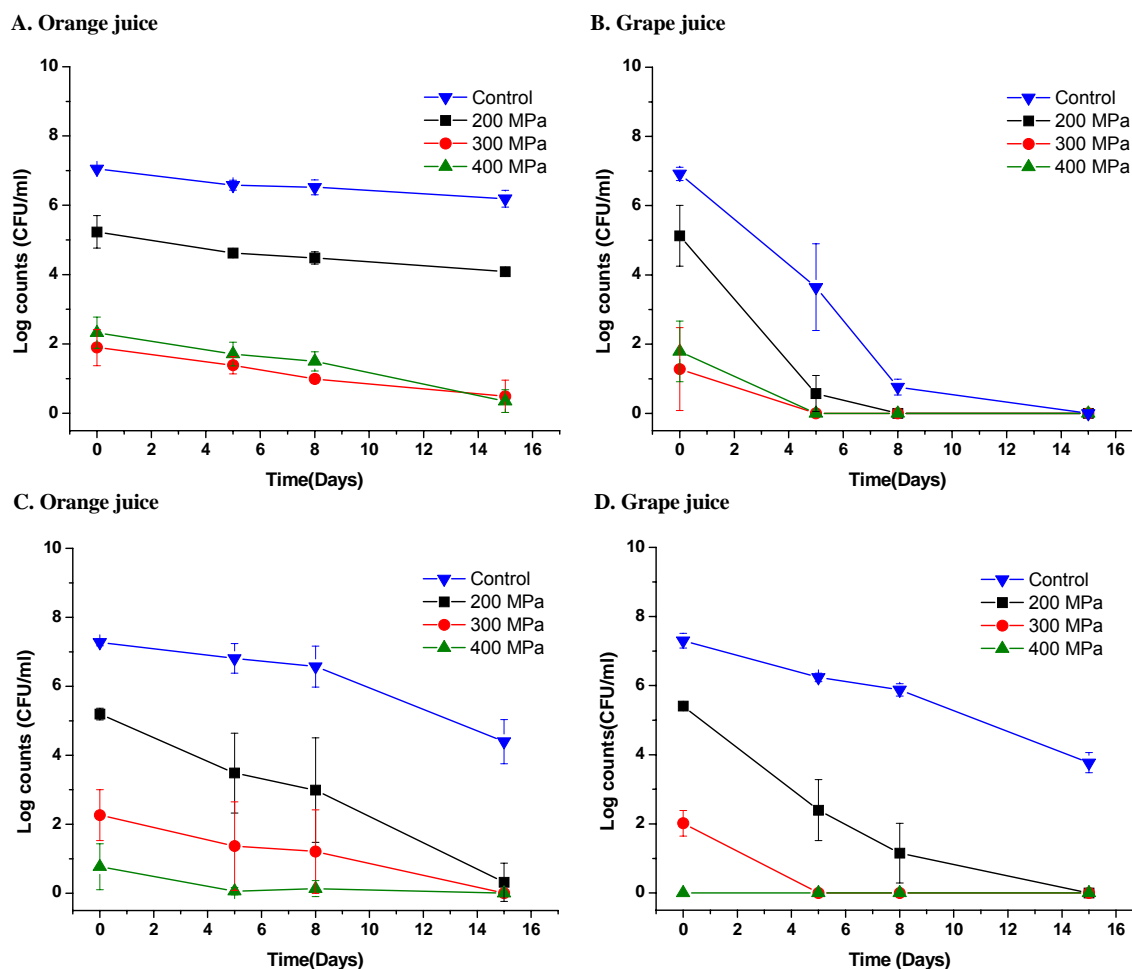 A. Orange juice
10
8
6
4
2
0
Log counts (CFU/ml)
Control
200 MPa
300 MPa
400 MPa
0 2 4 6 8 10 12 14 16
Time(Days)
B. Grape juice
10
8
6
4
2
0
Log counts (CFU/ml)
Control
200 MPa
300 MPa
400 MPa
0 2 4 6 8 10 12 14 16
Time(Days)
C. Orange juice
10
8
6
4
2
0
Log counts (CFU/ml)
Control
200 MPa
300 MPa
400 MPa
0 2 4 6 8 10 12 14 16
Time(Days)
D. Grape juice
10
8
6
4
2
0
Log counts(CFU/ml)
Control
200 MPa
300 MPa
400 MPa
0 2 4 6 8 10 12 14 16
Time (Days)